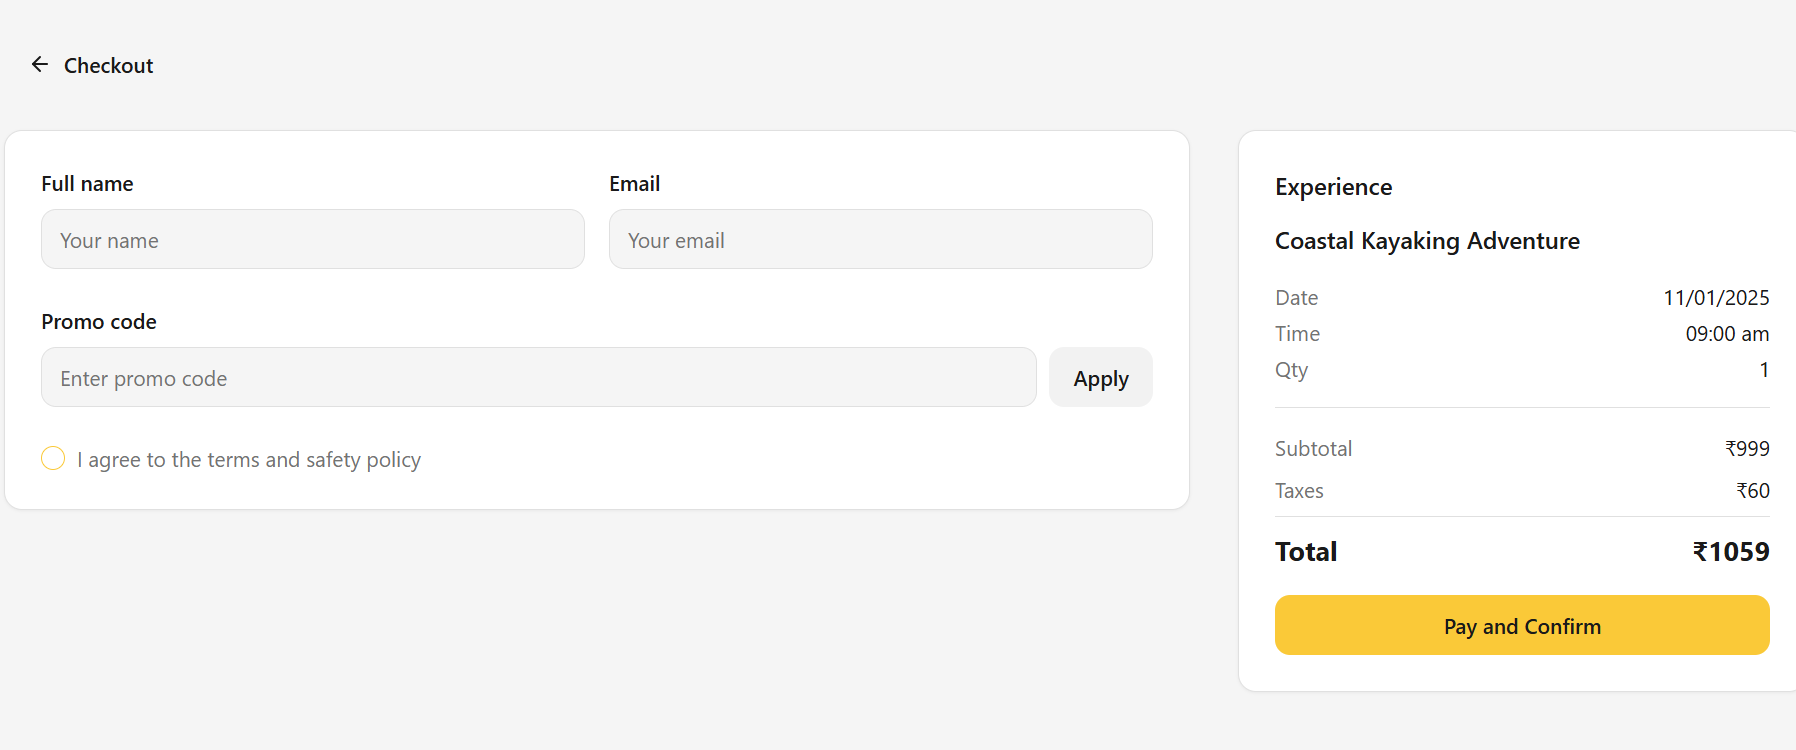 Checkout
Full name
Email
Your name
Your email
Promo code
Enter promo code
Apply
I agree to the terms and safety policy
Experience
Coastal Kayaking Adventure
Date 11/01/2025
Time 09:00 am
Qty 1
Subtotal ₹999
Taxes ₹60
Total ₹1059
Pay and Confirm